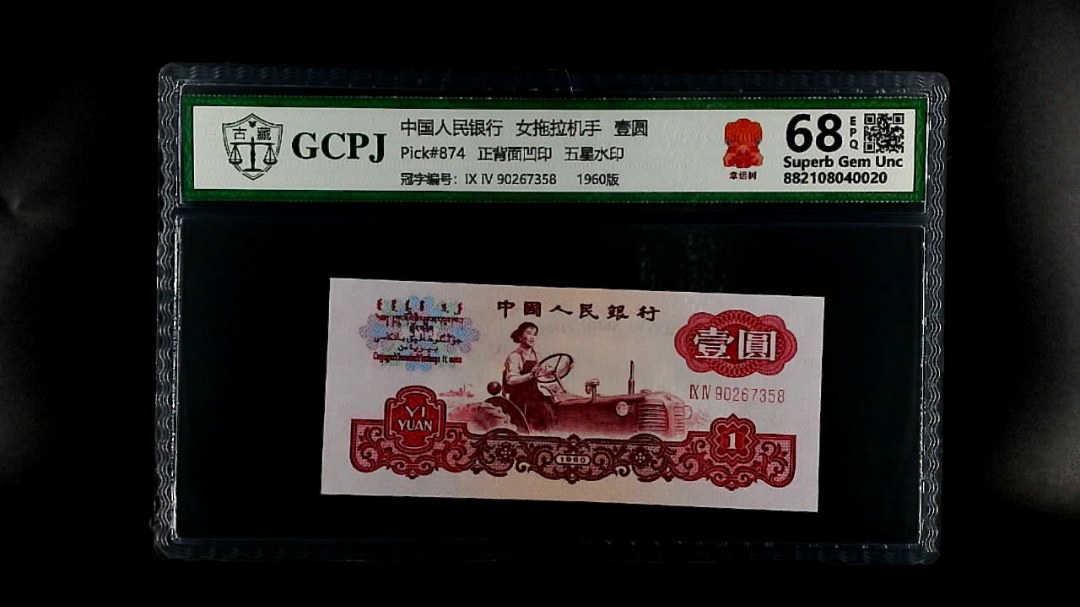 古藏
GCPJ
中国人民银行 女拖拉机手 壹圆
Pick#874 正背面凹印 五星水印
冠字编号: IX IV 90267358 1960版
68
EPQ
Superb Gem Unc
882108040020
中國人民銀行
壹圓
IX IV 90267358
YI
YUAN
1
1960